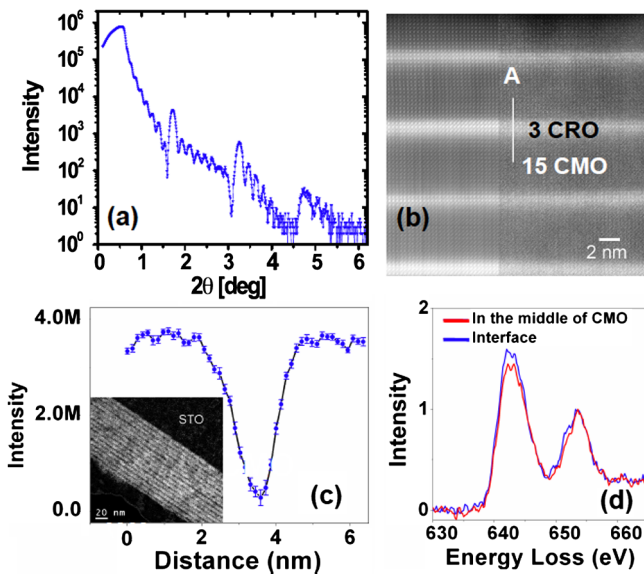 10⁶
10⁵
10⁴
10³
10²
10¹
10⁰
Intensity
(a)
0 1 2 3 4 5 6
2θ [deg]
A
3 CRO
15 CMO
(b)
2 nm
4.0M
2.0M
0.0
Intensity
STO
20 nm
(c)
0 2 4 6
Distance (nm)
2
1
0
Intensity
In the middle of CMO
Interface
(d)
630 640 650 660
Energy Loss (eV)